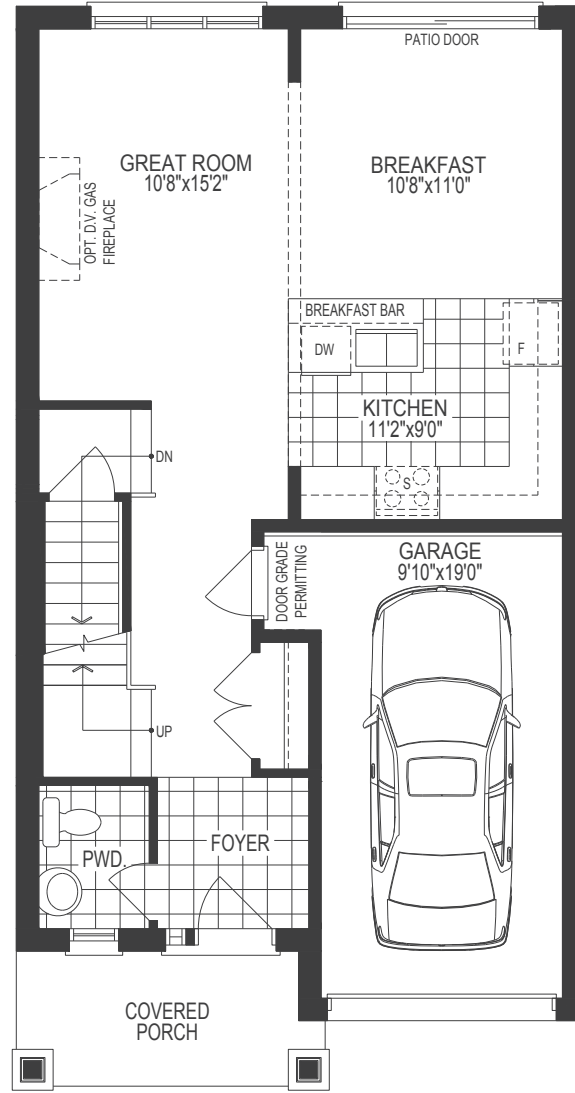 PATIO DOOR
GREAT ROOM
10'8"x15'2"
BREAKFAST
10'8"x11'0"
OPT. D.V. GAS
FIREPLACE
BREAKFAST BAR
DW
F
KITCHEN
11'2"x9'0"
S
DN
DOOR GRADE
PERMITTING
GARAGE
9'10"x19'0"
UP
PWD.
FOYER
COVERED
PORCH